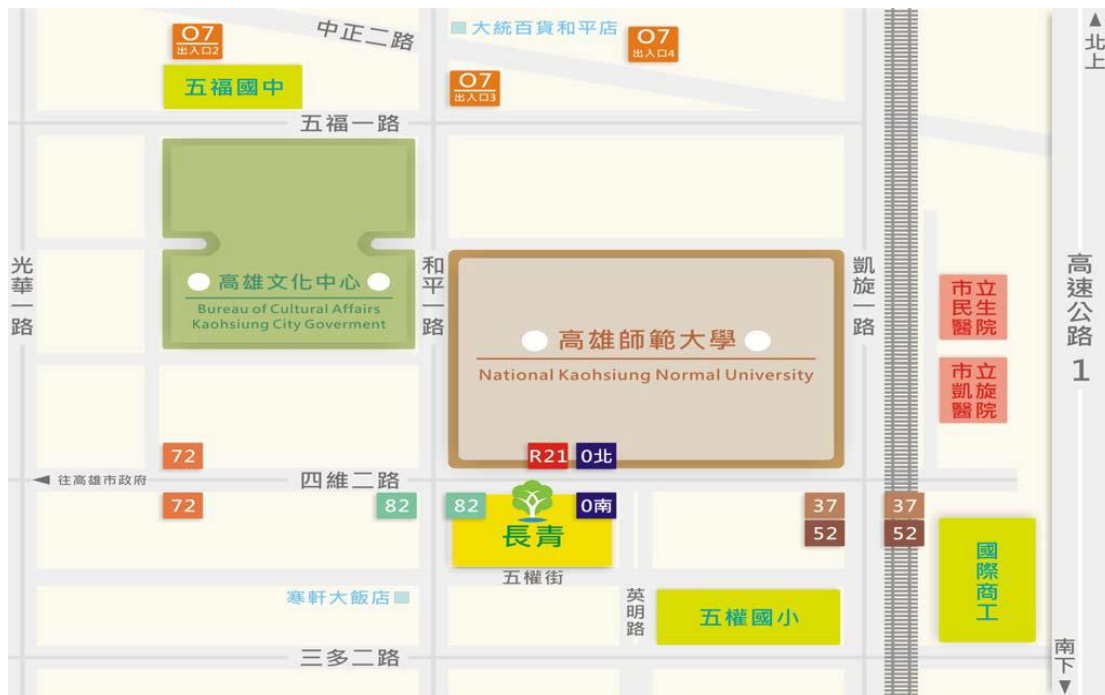 O7
出入口2
中正二路
大統百貨和平店
O7
出入口4
▲北上
五福國中
O7
出入口3
五福一路
光華一路
高雄文化中心
Bureau of Cultural Affairs
Kaohsiung City Goverment
和平一路
高雄師範大學
National Kaohsiung Normal University
凱旋一路
市立
民生
醫院
市立
凱旋
醫院
高速公路
1
72
R21
0北
◀ 往高雄市政府
四維二路
72
82
82
0南
37
52
37
52
長青
五權街
國際商工
寒軒大飯店
英明路
五權國小
三多二路
南下▼